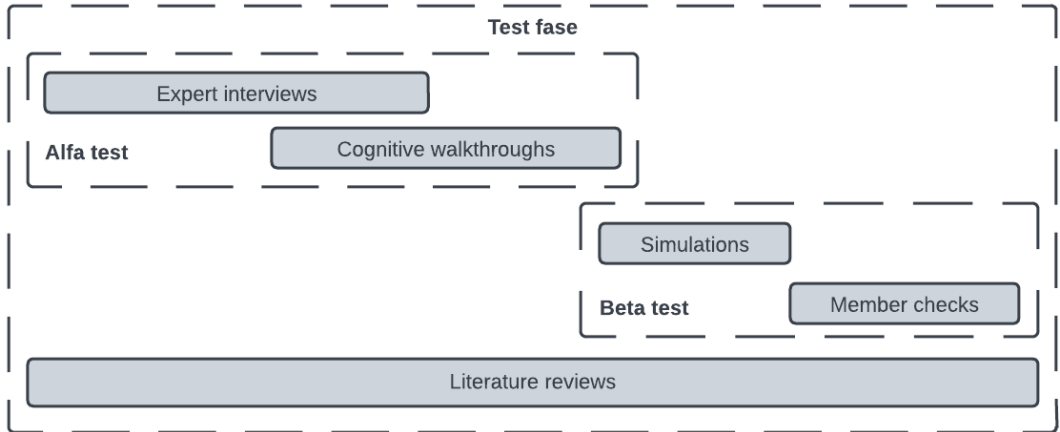 Test fase
Expert interviews
Cognitive walkthroughs
Alfa test
Simulations
Member checks
Beta test
Literature reviews